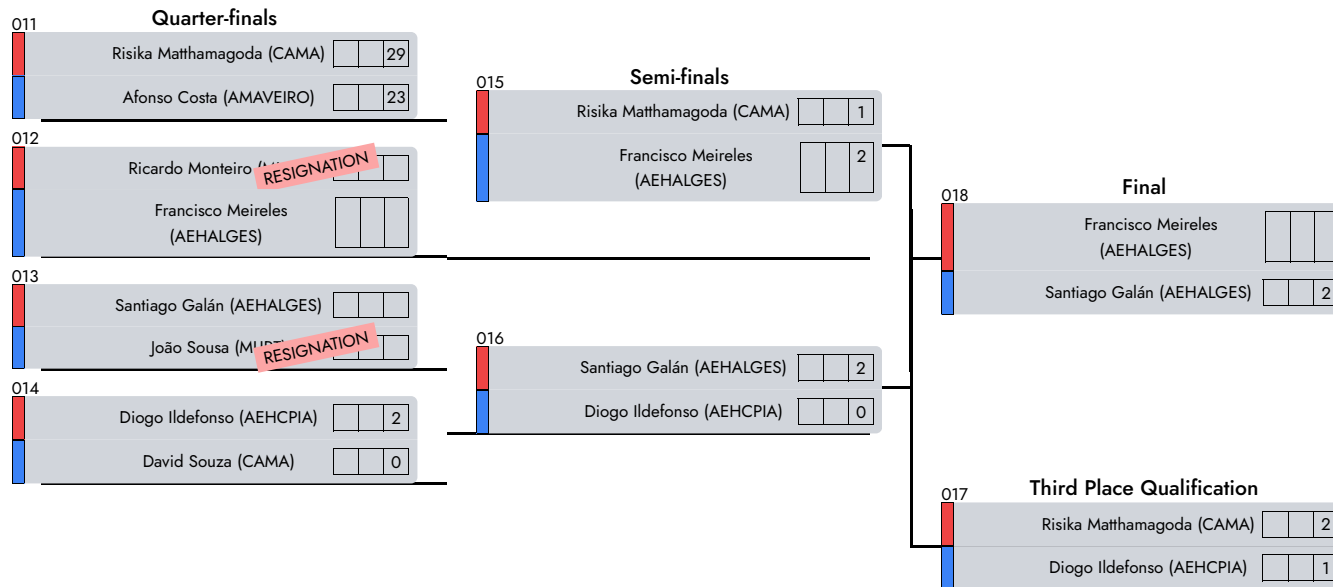 Quarter-finals
011
Risika Matthamagoda (CAMA) 29
Afonso Costa (AMAVEIRO) 23
012
Ricardo Monteiro
RESIGNATION
Francisco Meireles
(AEHALGES)
013
Santiago Galán (AEHALGES)
João Sousa
RESIGNATION
014
Diogo Ildefonso (AEHCPIA) 2
David Souza (CAMA) 0
Semi-finals
015
Risika Matthamagoda (CAMA) 1
Francisco Meireles 2
(AEHALGES)
016
Santiago Galán (AEHALGES) 2
Diogo Ildefonso (AEHCPIA) 0
Final
018
Francisco Meireles
(AEHALGES)
Santiago Galán (AEHALGES) 2
Third Place Qualification
017
Risika Matthamagoda (CAMA) 2
Diogo Ildefonso (AEHCPIA) 1